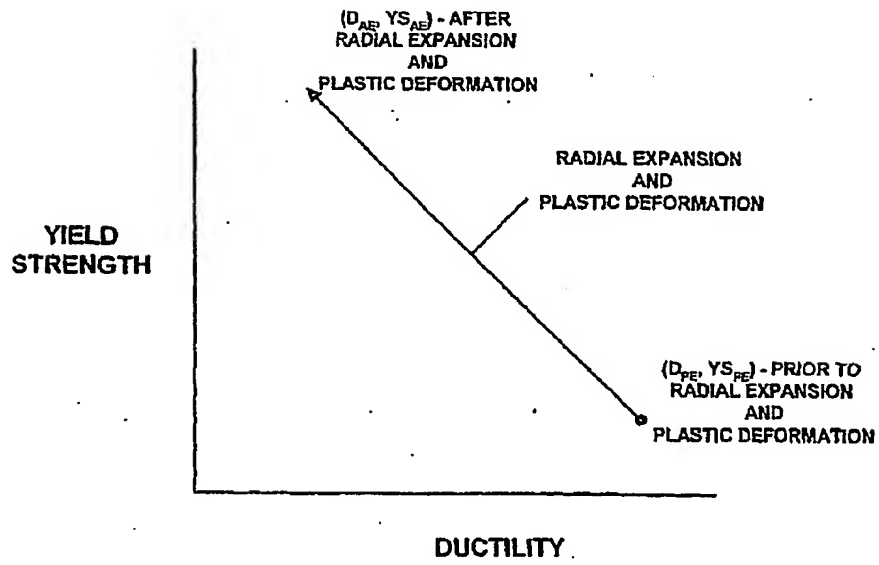 (D_AE, YS_AE) - AFTER
RADIAL EXPANSION
AND
PLASTIC DEFORMATION
RADIAL EXPANSION
AND
PLASTIC DEFORMATION
YIELD
STRENGTH
(D_PE, YS_PE) - PRIOR TO
RADIAL EXPANSION
AND
PLASTIC DEFORMATION
DUCTILITY